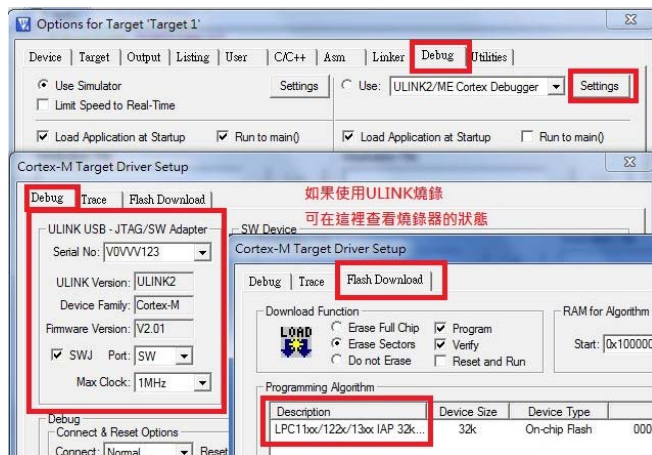 Options for Target 'Target 1'
Device Target Output Listing User C/C++ Asm Linker Debug Utilities
Use Simulator Settings Use: ULINK2/ME Cortex Debugger Settings
Limit Speed to Real-Time
Load Application at Startup Run to main() Load Application at Startup Run to main()
Cortex-M Target Driver Setup
Debug Trace Flash Download
如果使用ULINK燒錄
可在這裡查看燒錄器的狀態
ULINK USB - JTAG/SW Adapter SW Device
Serial No: V0VVV123
ULINK Version: ULINK2
Device Family: Cortex-M
Firmware Version: V2.01
SWJ Port: SW
Max Clock: 1MHz
Debug
Connect & Reset Options
Connect: Normal Reset
Cortex-M Target Driver Setup
Debug Trace Flash Download
Download Function RAM for Algorithm
LOAD Erase Full Chip Program
Erase Sectors Verify Start: 0x100000
Do not Erase Reset and Run
Programming Algorithm
Description Device Size Device Type
LPC11xx/122x/13xx IAP 32k... 32k On-chip Flash 000